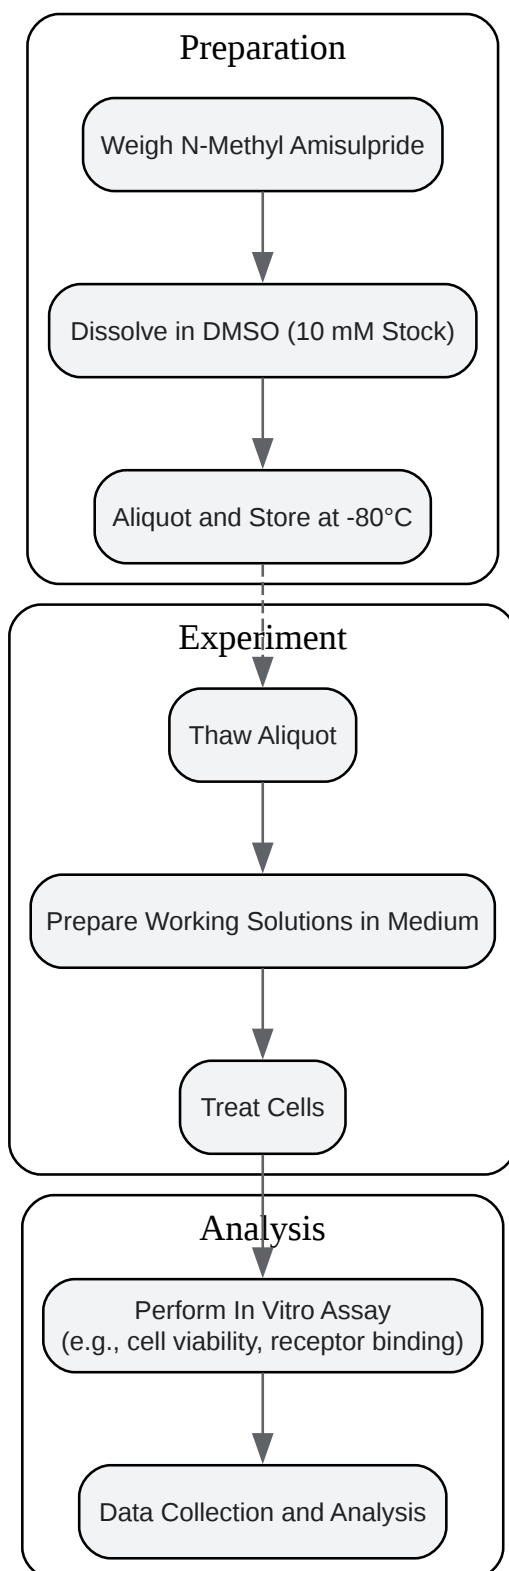 Preparation
Weigh N-Methyl Amisulpride
Dissolve in DMSO (10 mM Stock)
Aliquot and Store at -80°C
Experiment
Thaw Aliquot
Prepare Working Solutions in Medium
Treat Cells
Analysis
Perform In Vitro Assay
(e.g., cell viability, receptor binding)
Data Collection and Analysis